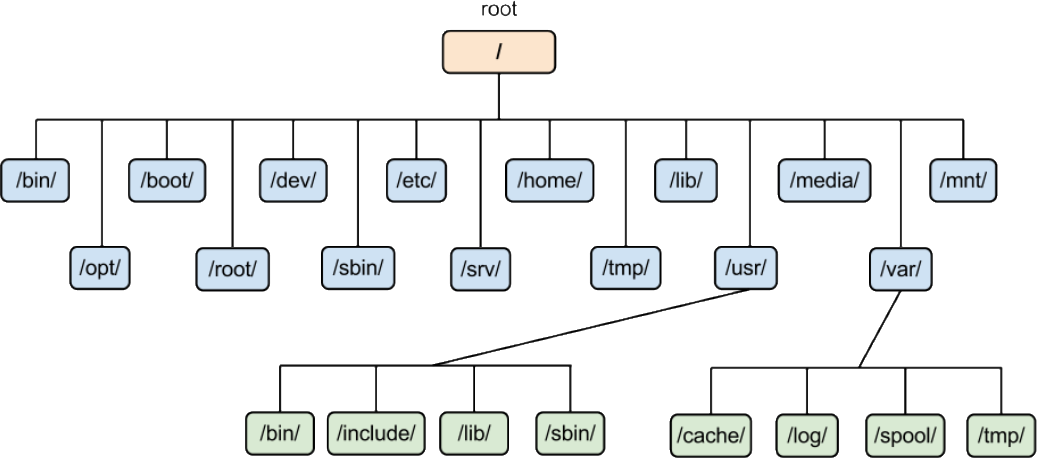 root
/
/bin/
/boot/
/dev/
/etc/
/home/
/lib/
/media/
/mnt/
/opt/
/root/
/sbin/
/srv/
/tmp/
/usr/
/var/
/bin/
/include/
/lib/
/sbin/
/cache/
/log/
/spool/
/tmp/